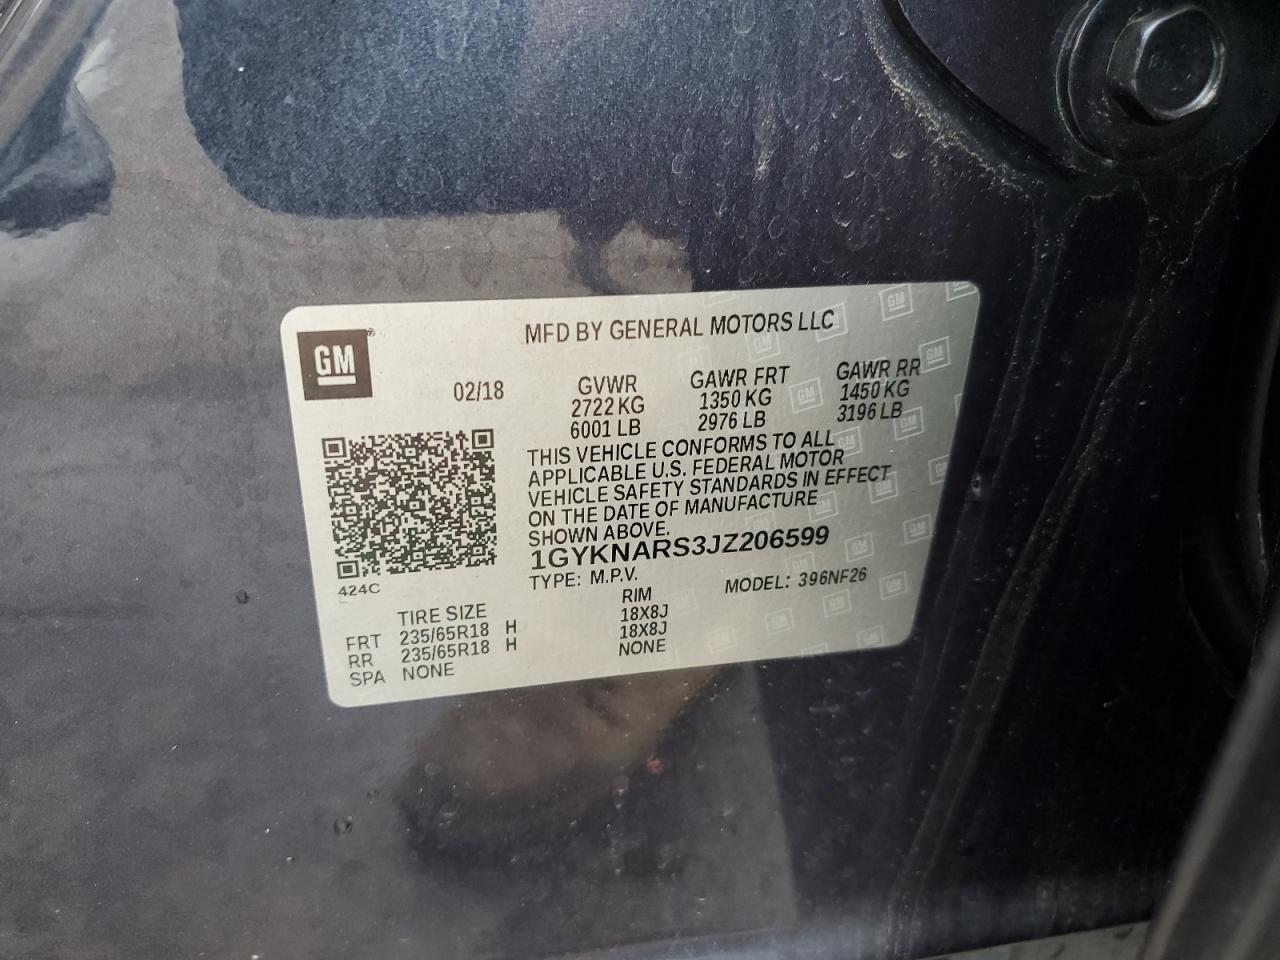 GM
MFD BY GENERAL MOTORS LLC
02/18
GVWR
2722 KG
6001 LB
GAWR FRT
1350 KG
2976 LB
GAWR RR
1450 KG
3196 LB
THIS VEHICLE CONFORMS TO ALL
APPLICABLE U.S. FEDERAL MOTOR
VEHICLE SAFETY STANDARDS IN EFFECT
ON THE DATE OF MANUFACTURE
SHOWN ABOVE.
1GYKNARS3JZ206599
TYPE: M.P.V. MODEL: 396NF26
424C
TIRE SIZE RIM
FRT 235/65R18 H 18X8J
RR 235/65R18 H 18X8J
SPA NONE NONE